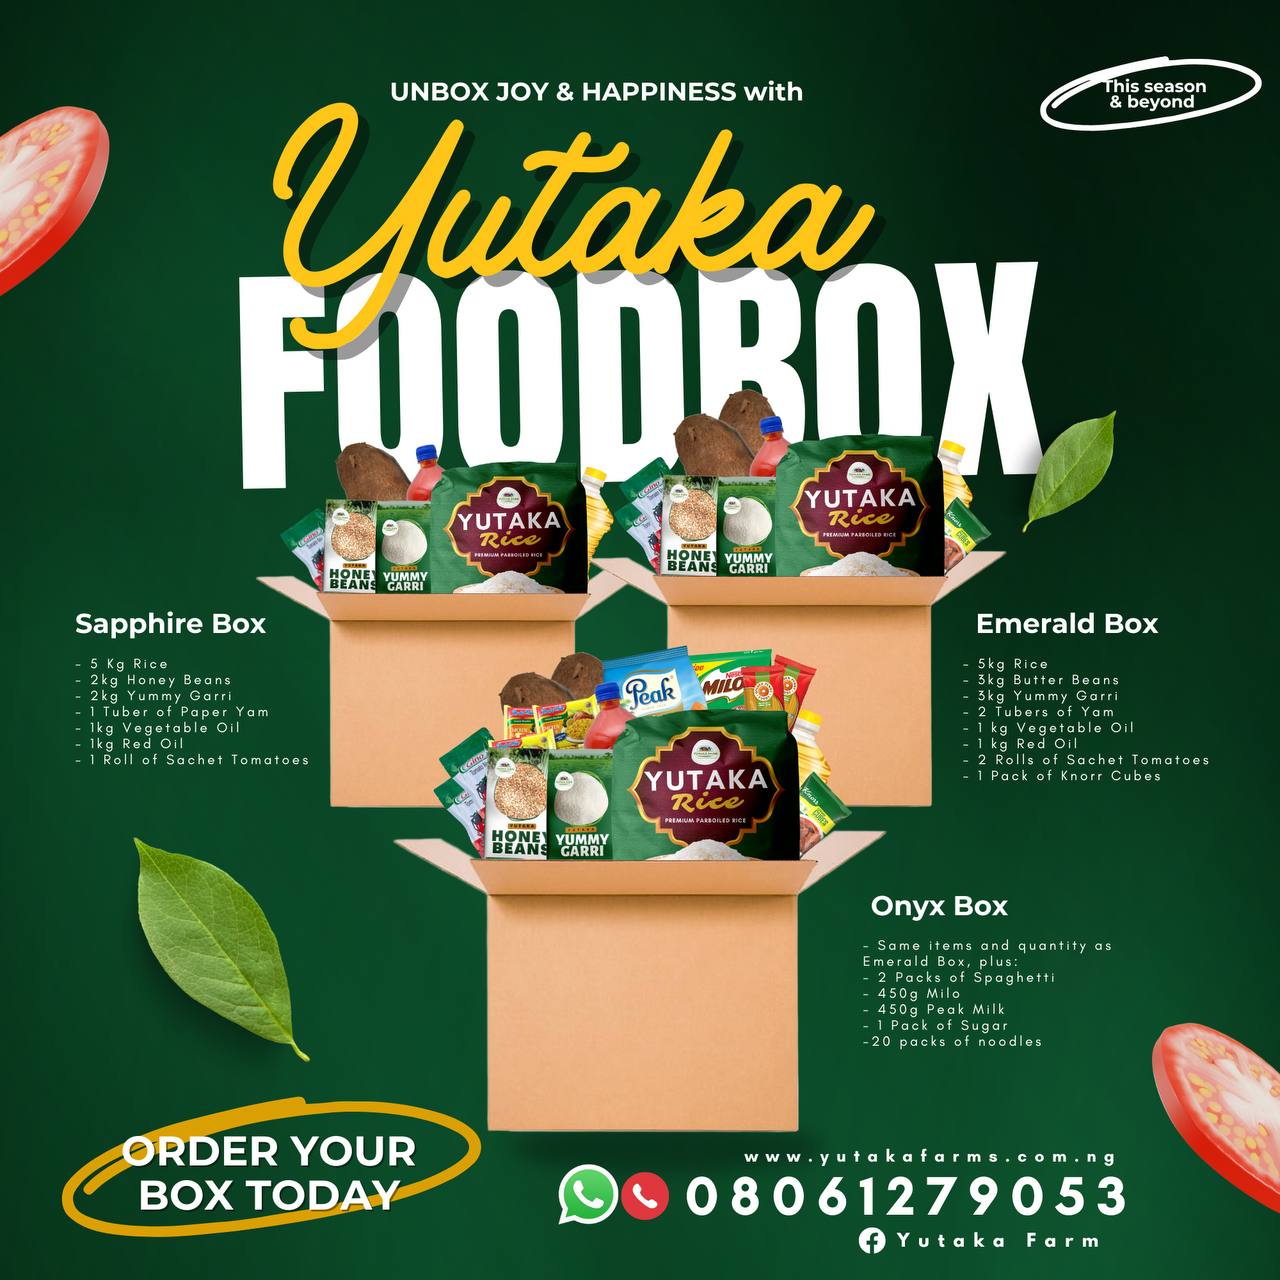 UNBOX JOY & HAPPINESS with
This season
& beyond
Yutaka
FOODBOX
YUTAKA
Rice
PREMIUM PARBOILED RICE
HONEY
BEANS
YUMMY
GARRI
YUTAKA
Rice
PREMIUM PARBOILED RICE
HONEY
BEANS
YUMMY
GARRI
Knorr
Sapphire Box
- 5 Kg Rice
- 2kg Honey Beans
- 2kg Yummy Garri
- 1 Tuber of Paper Yam
- 1kg Vegetable Oil
- 1kg Red Oil
- 1 Roll of Sachet Tomatoes
Emerald Box
- 5kg Rice
- 3kg Butter Beans
- 3kg Yummy Garri
- 2 Tubers of Yam
- 1 kg Vegetable Oil
- 1 kg Red Oil
- 2 Rolls of Sachet Tomatoes
- 1 Pack of Knorr Cubes
Peak
MILO
YUTAKA
Rice
PREMIUM PARBOILED RICE
YUTAKA
HONEY
BEANS
YUTAKA
YUMMY
GARRI
Knorr
Onyx Box
- Same items and quantity as
Emerald Box, plus:
- 2 Packs of Spaghetti
- 450g Milo
- 450g Peak Milk
- 1 Pack of Sugar
-20 packs of noodles
ORDER YOUR
BOX TODAY
www.yutakafarms.com.ng
08061279053
Yutaka Farm